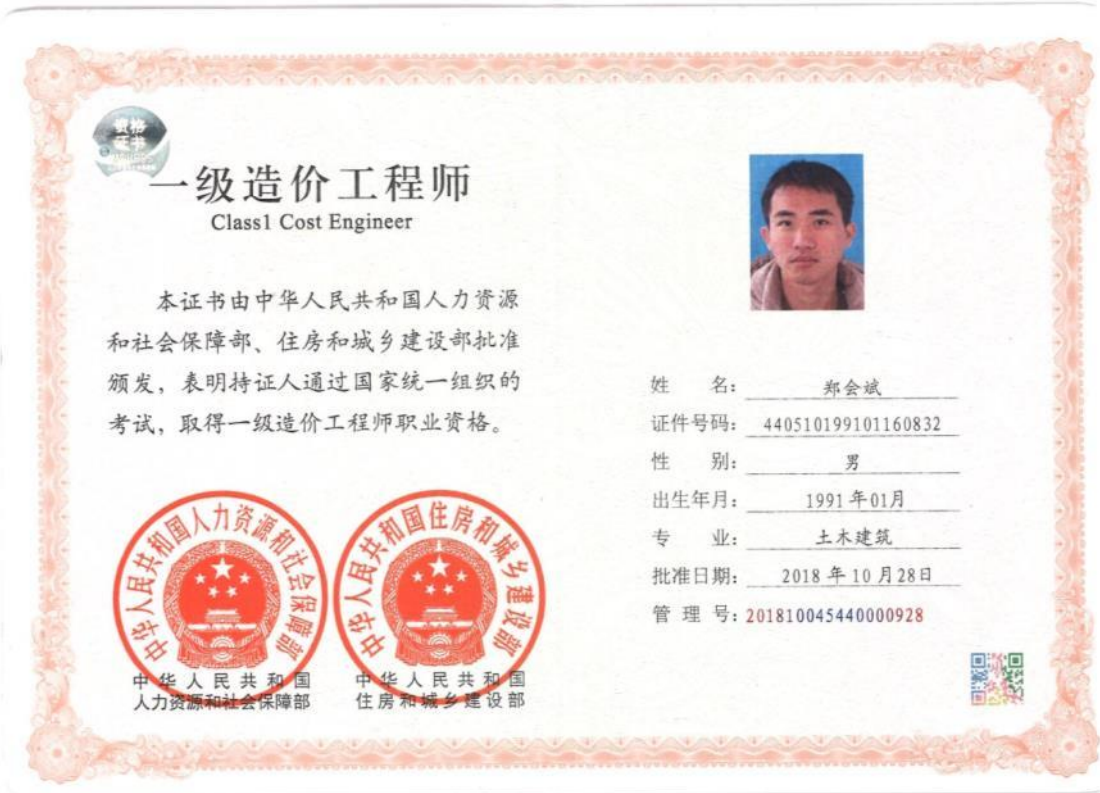 资格
证书
一级造价工程师
Class1 Cost Engineer
本证书由中华人民共和国人力资源
和社会保障部、住房和城乡建设部批准
颁发，表明持证人通过国家统一组织的
考试，取得一级造价工程师职业资格。
中华人民共和国人力资源和社会保障部
中华人民共和国住房和城乡建设部
中华人民共和国
人力资源和社会保障部
中华人民共和国
住房和城乡建设部
姓 名： 郑会斌
证件号码： 440510199101160832
性 别： 男
出生年月： 1991年01月
专 业： 土木建筑
批准日期： 2018年10月28日
管 理 号：201810045440000928